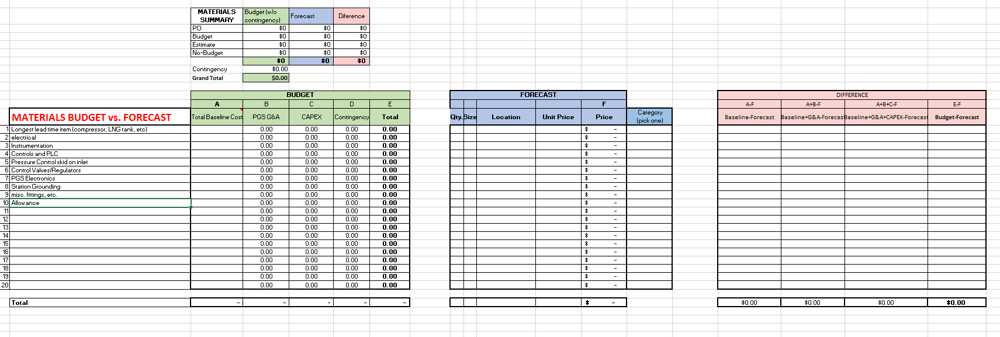 MATERIALS SUMMARY Budget (w/o contingency) Forecast Diference
PO $0 $0 $0
Budget $0 $0 $0
Estimate $0 $0 $0
No-Budget $0 $0 $0
$0 $0 $0
Contingency $0.00
Grand Total $0.00
BUDGET FORECAST DIFFERENCE
A B C D E F A-F A+B-F A+B+C-F E-F
MATERIALS BUDGET vs. FORECAST Total Baseline Cost PGS G&A CAPEX Contingency Total Qty. Size Location Unit Price Price Category (pick one) Baseline-Forecast Baseline+G&A-Forecast Baseline+G&A+CAPEX-Forecast Budget-Forecast
1 Longest lead time item (compressor, LNG tank, etc) 0.00 0.00 0.00 0.00 $ -
2 electrical 0.00 0.00 0.00 0.00 $ -
3 Instrumentation 0.00 0.00 0.00 0.00 $ -
4 Controls and PLC 0.00 0.00 0.00 0.00 $ -
5 Pressure Control skid on inlet 0.00 0.00 0.00 0.00 $ -
6 Control Valves/Regulators 0.00 0.00 0.00 0.00 $ -
7 PGS Electronics 0.00 0.00 0.00 0.00 $ -
8 Station Grounding 0.00 0.00 0.00 0.00 $ -
9 misc. fittings, etc. 0.00 0.00 0.00 0.00 $ -
10 Allowance 0.00 0.00 0.00 0.00 $ -
11 0.00 0.00 0.00 0.00 $ -
12 0.00 0.00 0.00 0.00 $ -
13 0.00 0.00 0.00 0.00 $ -
14 0.00 0.00 0.00 0.00 $ -
15 0.00 0.00 0.00 0.00 $ -
16 0.00 0.00 0.00 0.00 $ -
17 0.00 0.00 0.00 0.00 $ -
18 0.00 0.00 0.00 0.00 $ -
19 0.00 0.00 0.00 0.00 $ -
20 0.00 0.00 0.00 0.00 $ -
Total - - - - - $ - $0.00 $0.00 $0.00 $0.00